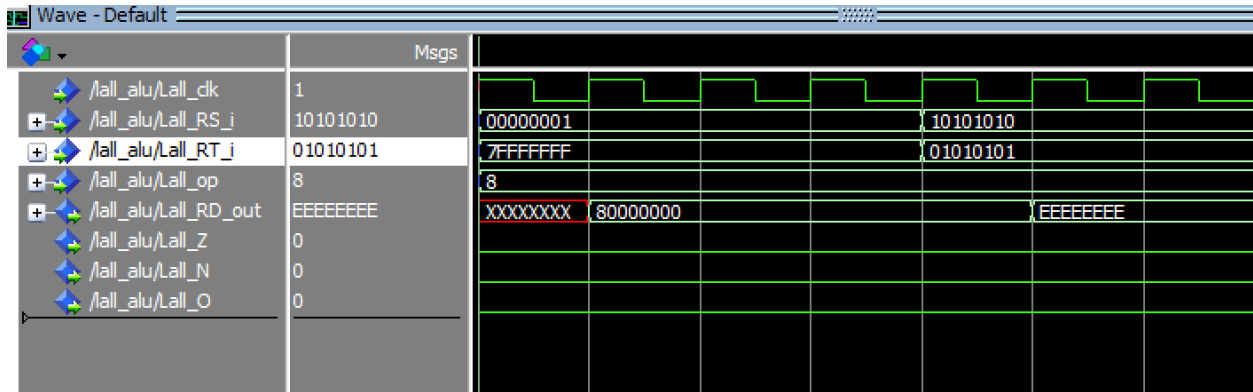 Wave - Default
Msgs
/lall_alu/Lall_clk 1
/lall_alu/Lall_RS_i 10101010 00000001 10101010
/lall_alu/Lall_RT_i 01010101 7FFFFFFF 01010101
/lall_alu/Lall_op 8 8
/lall_alu/Lall_RD_out EEEEEEEE XXXXXXXX 80000000 EEEEEEEE
/lall_alu/Lall_Z 0
/lall_alu/Lall_N 0
/lall_alu/Lall_O 0